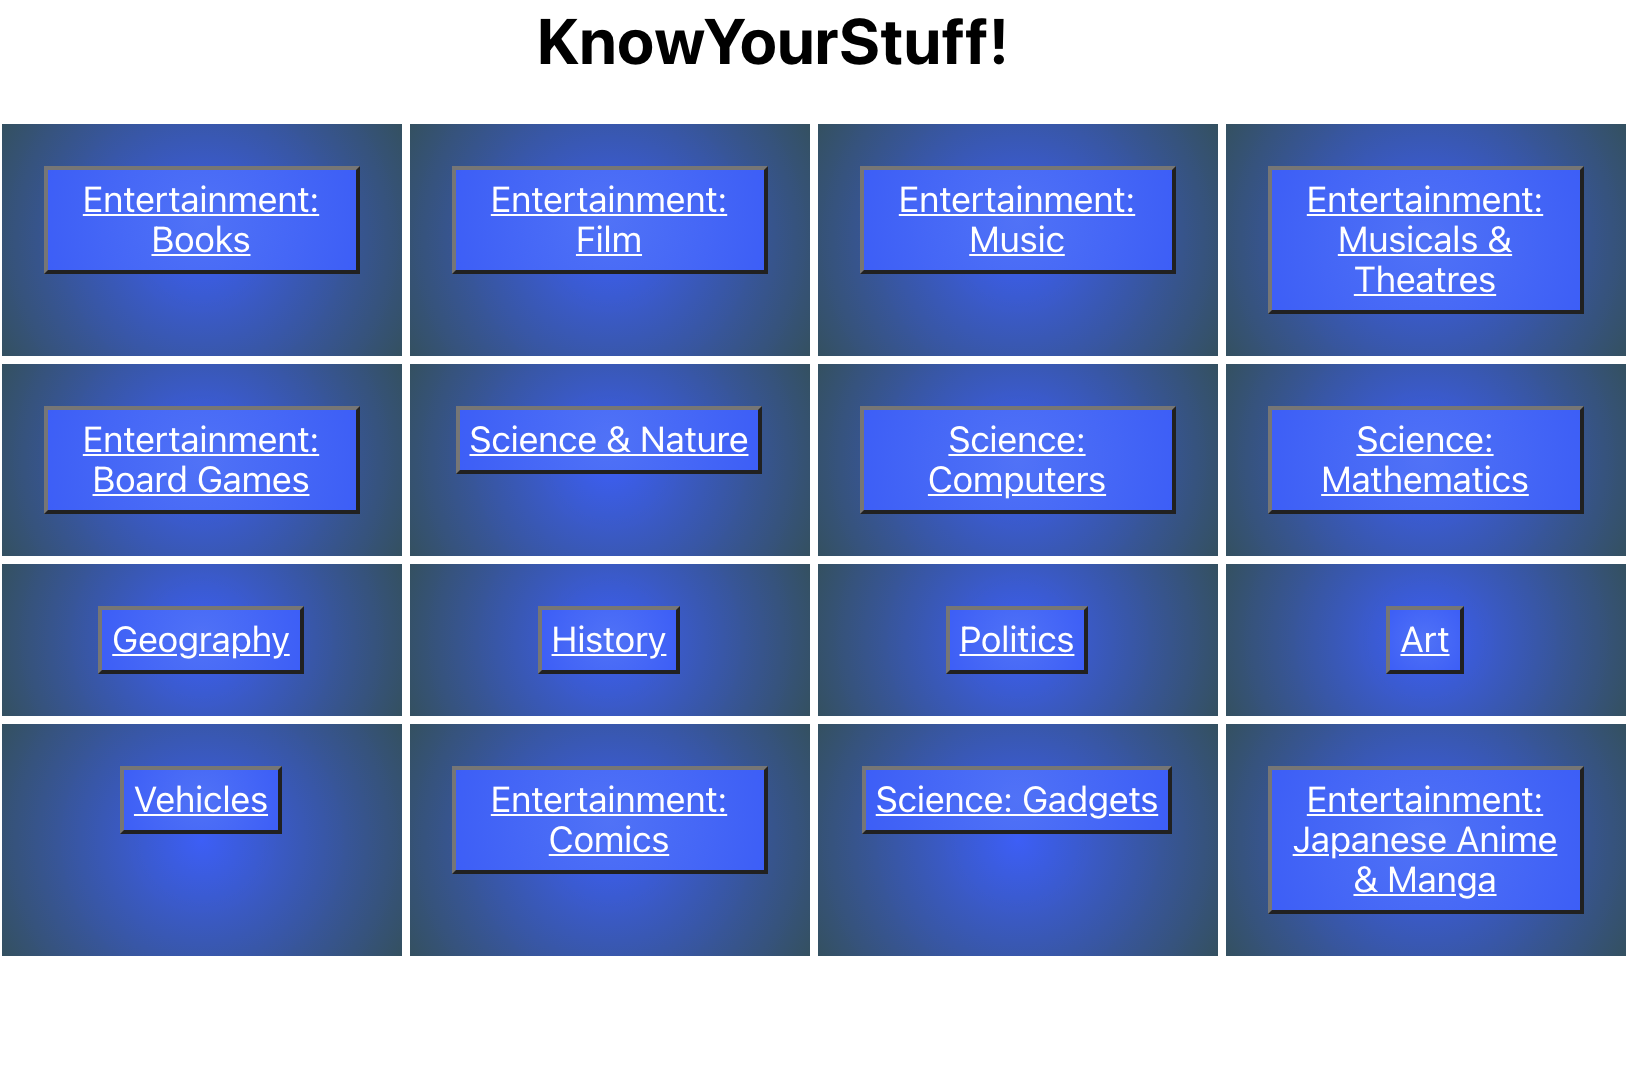 KnowYourStuff!
Entertainment:
Books
Entertainment:
Film
Entertainment:
Music
Entertainment:
Musicals &
Theatres
Entertainment:
Board Games
Science & Nature
Science:
Computers
Science:
Mathematics
Geography
History
Politics
Art
Vehicles
Entertainment:
Comics
Science: Gadgets
Entertainment:
Japanese Anime
& Manga